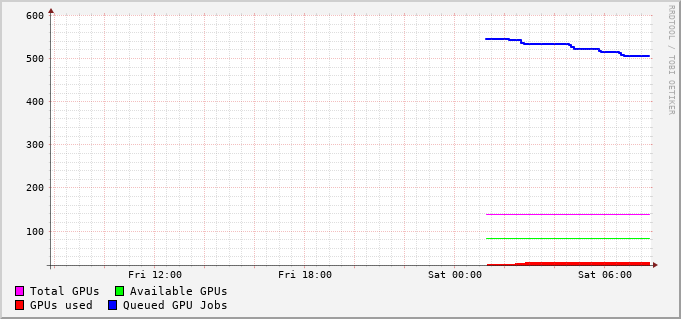 600
500
400
300
200
100
Fri 12:00 Fri 18:00 Sat 00:00 Sat 06:00
Total GPUs Available GPUs
GPUs used Queued GPU Jobs
RRDTOOL / TOBI OETIKER